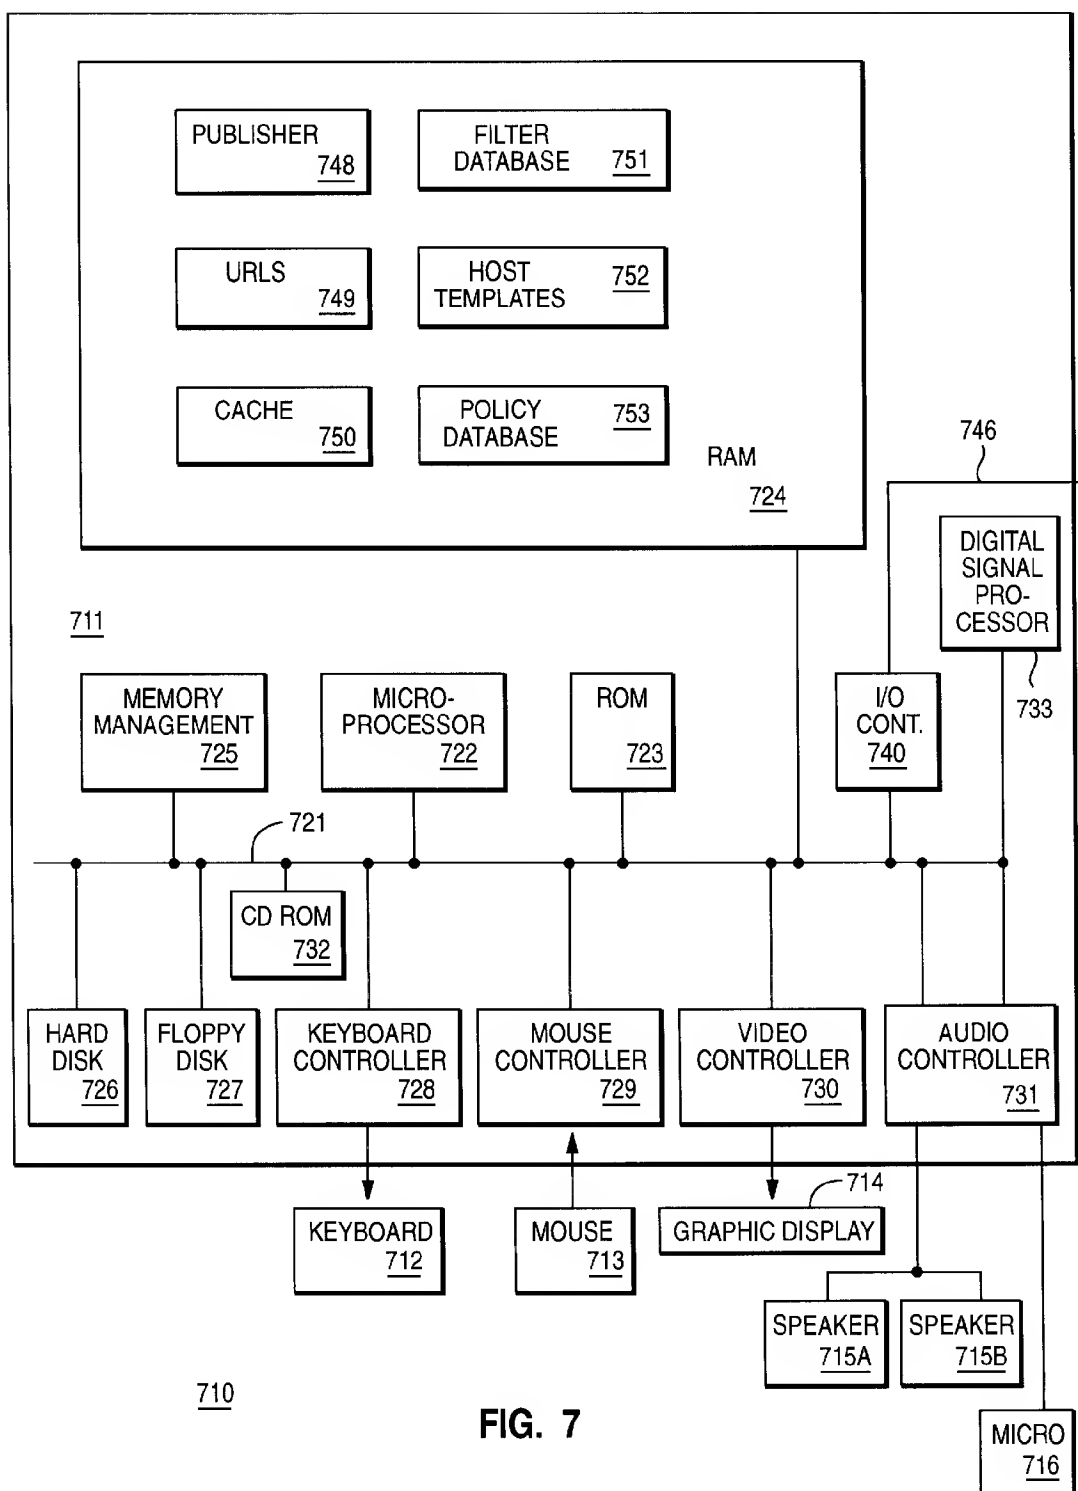 PUBLISHER
748
FILTER
DATABASE
751
URLS
749
HOST
TEMPLATES
752
CACHE
750
POLICY
DATABASE
753
RAM
724
746
DIGITAL
SIGNAL
PRO-
CESSOR
733
711
MEMORY
MANAGEMENT
725
MICRO-
PROCESSOR
722
ROM
723
I/O
CONT.
740
721
CD ROM
732
HARD
DISK
726
FLOPPY
DISK
727
KEYBOARD
CONTROLLER
728
MOUSE
CONTROLLER
729
VIDEO
CONTROLLER
730
AUDIO
CONTROLLER
731
KEYBOARD
712
MOUSE
713
714
GRAPHIC DISPLAY
SPEAKER
715A
SPEAKER
715B
710
FIG. 7
MICRO
716